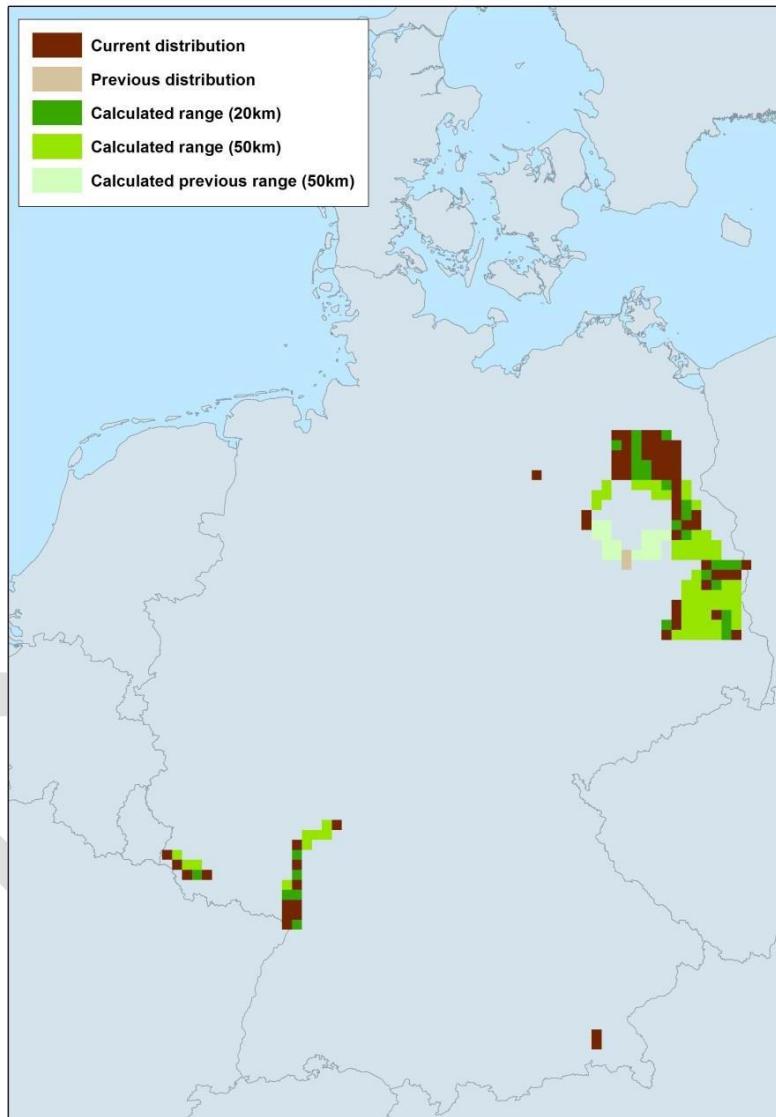 Current distribution
Previous distribution
Calculated range (20km)
Calculated range (50km)
Calculated previous range (50km)